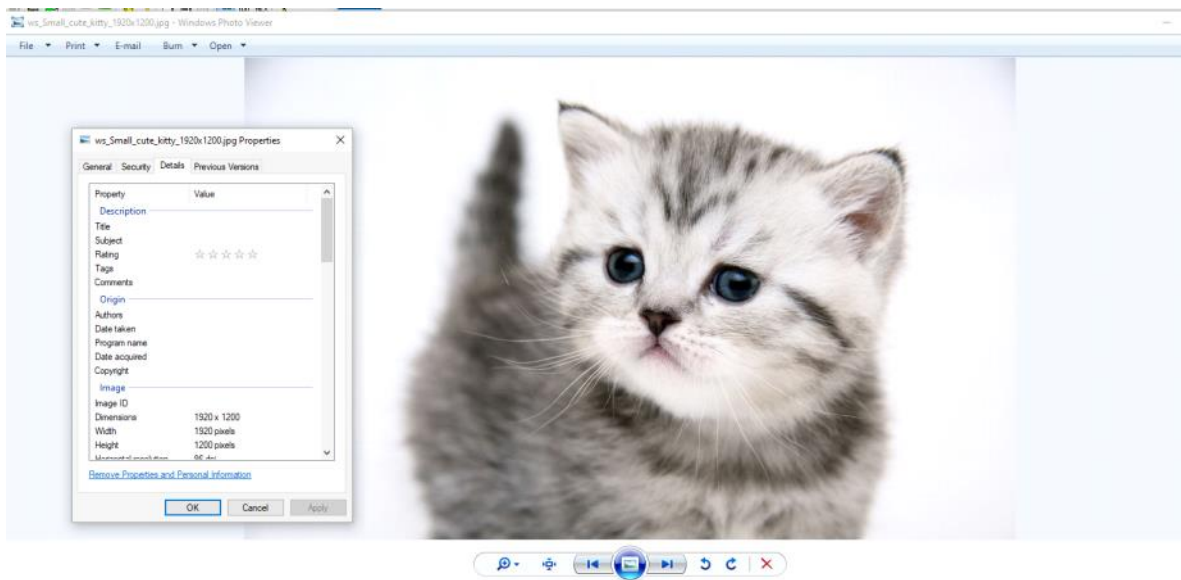 ws_Small_cute_kitty_1920x1200.jpg - Windows Photo Viewer
File Print E-mail Burn Open
ws_Small_cute_kitty_1920x1200.jpg Properties
General Security Details Previous Versions
Property Value
Description
Title
Subject
Rating
Tags
Comments
Origin
Authors
Date taken
Program name
Date acquired
Copyright
Image
Image ID
Dimensions 1920 x 1200
Width 1920 pixels
Height 1200 pixels
Remove Properties and Personal Information
OK Cancel Apply